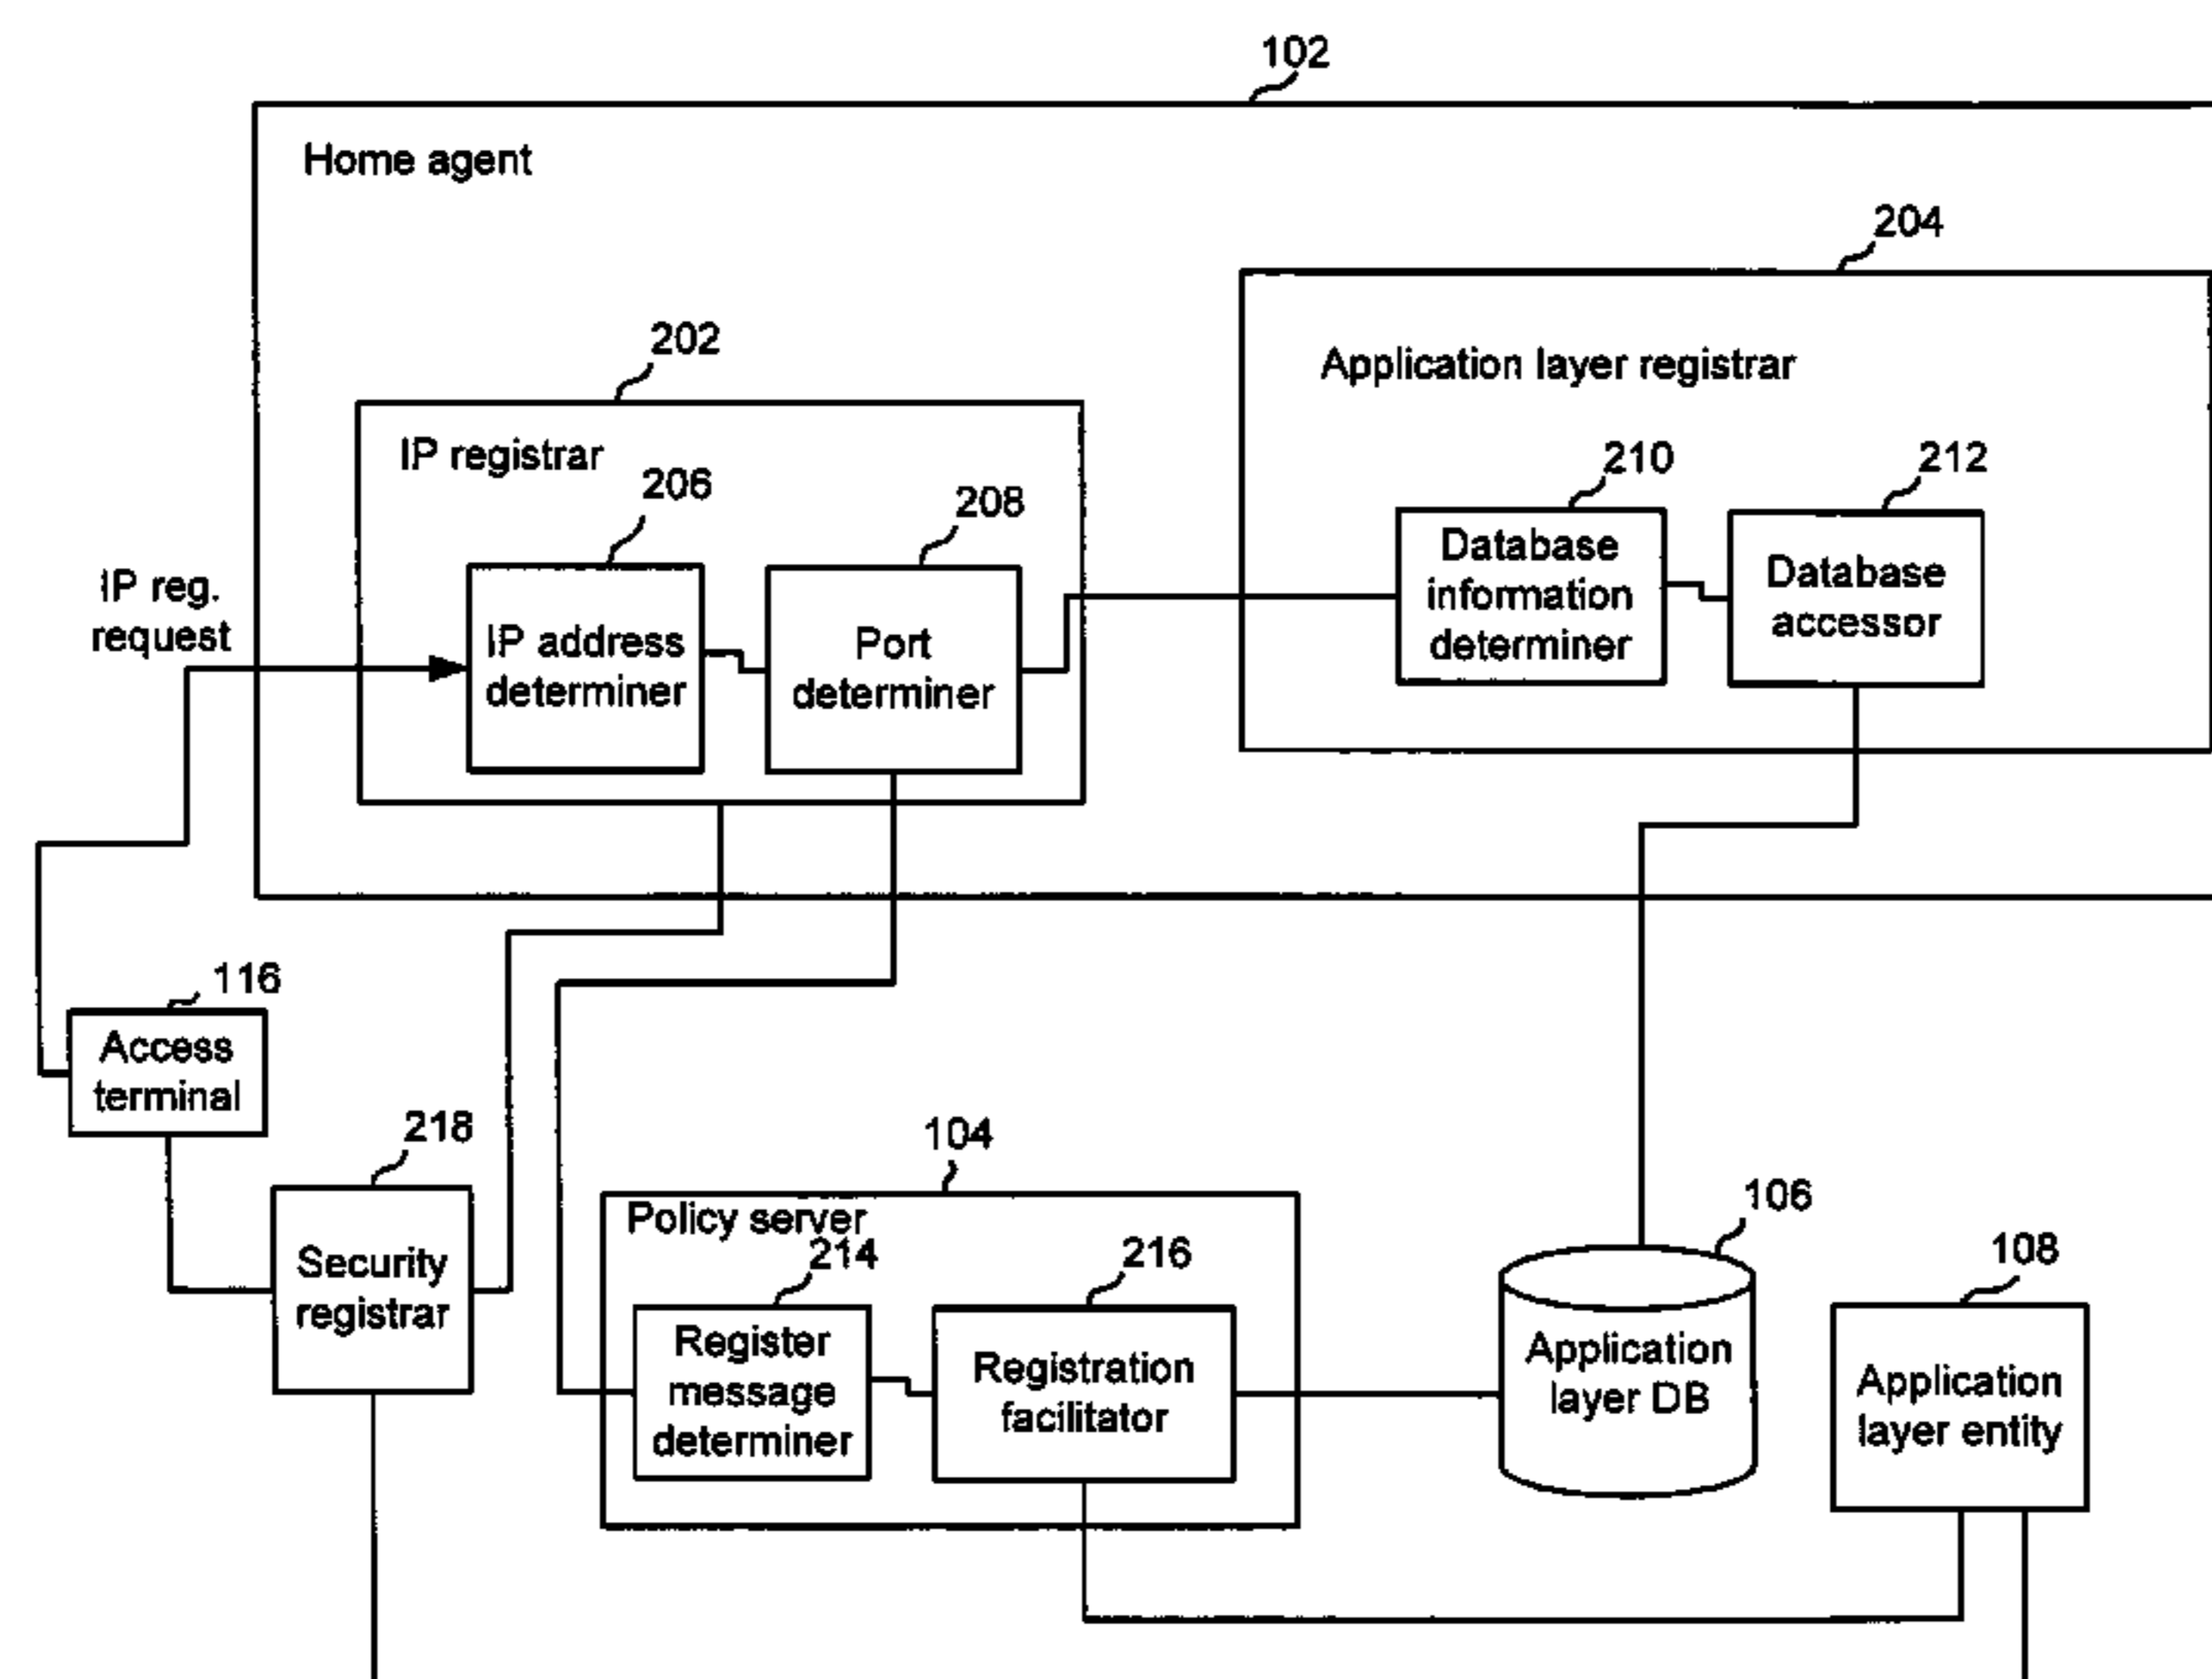 102
Home agent
204
Application layer registrar
202
IP registrar
206
208
210
212
IP reg.
request
IP address
determiner
Port
determiner
Database
information
determiner
Database
accessor
116
Access
terminal
218
Security
registrar
104
Policy server
214
216
Register
message
determiner
Registration
facilitator
106
Application
layer DB
108
Application
layer entity